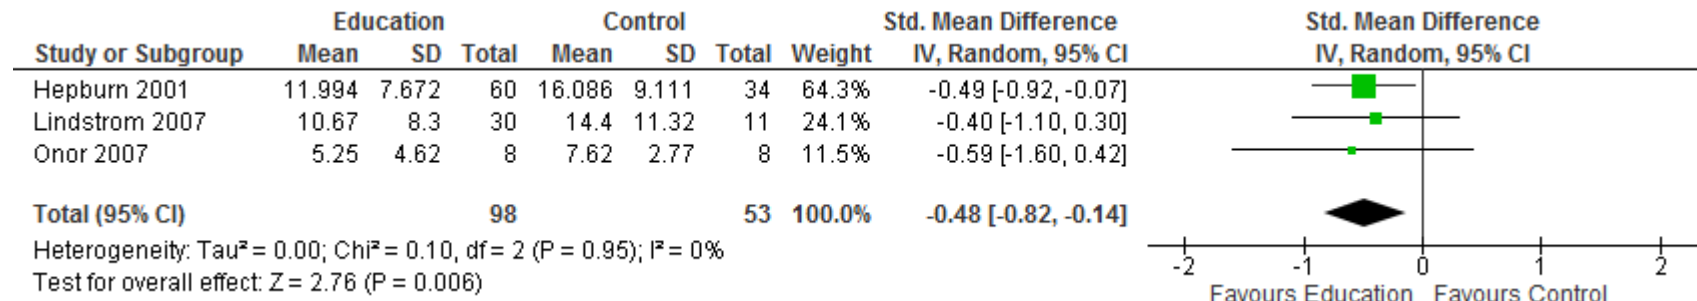 Education Control Std. Mean Difference Std. Mean Difference
Study or Subgroup Mean SD Total Mean SD Total Weight IV, Random, 95% CI IV, Random, 95% CI
Hepburn 2001 11.994 7.672 60 16.086 9.111 34 64.3% -0.49 [-0.92, -0.07]
Lindstrom 2007 10.67 8.3 30 14.4 11.32 11 24.1% -0.40 [-1.10, 0.30]
Onor 2007 5.25 4.62 8 7.62 2.77 8 11.5% -0.59 [-1.60, 0.42]
Total (95% CI) 98 53 100.0% -0.48 [-0.82, -0.14]
Heterogeneity: Tau² = 0.00; Chi² = 0.10, df = 2 (P = 0.95); I² = 0%
Test for overall effect: Z = 2.76 (P = 0.006)
-2 -1 0 1 2
Favours Education Favours Control